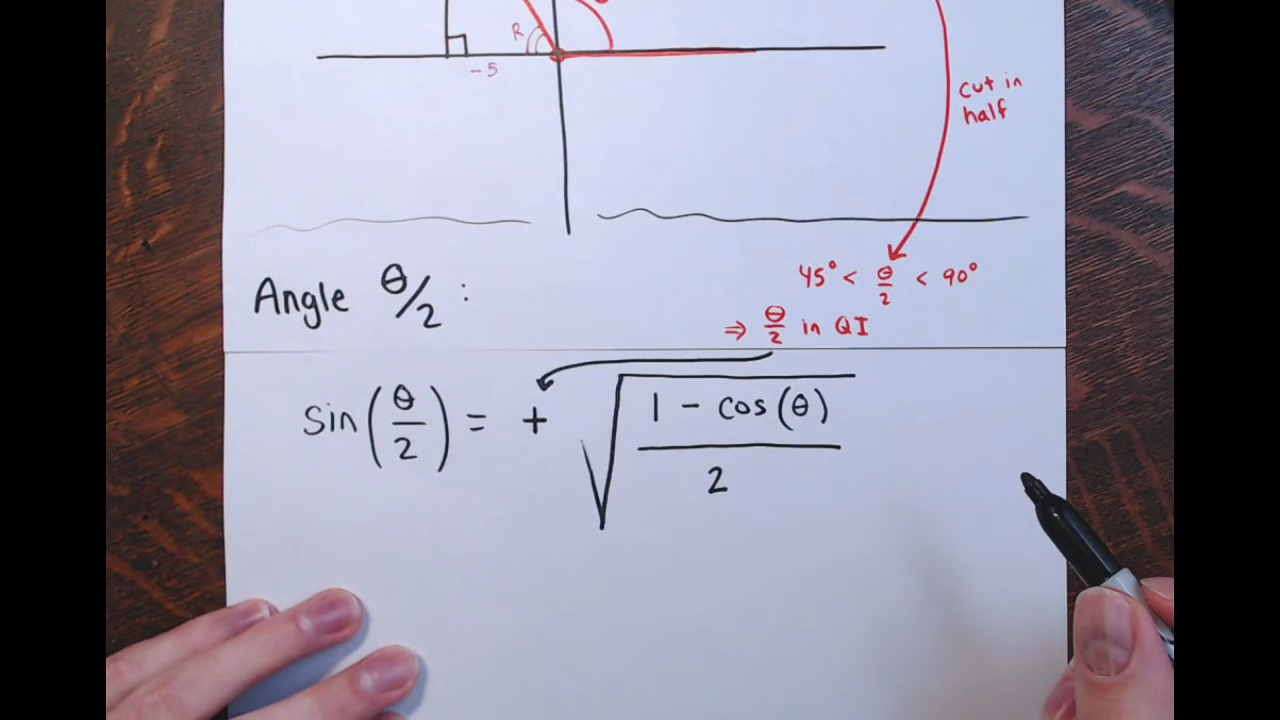 R
-5
cut in
half
45° < θ/2 < 90°
Angle θ/2 :
⇒ θ/2 in QI
Sin(θ/2) = + √((1 - cos(θ))/2)